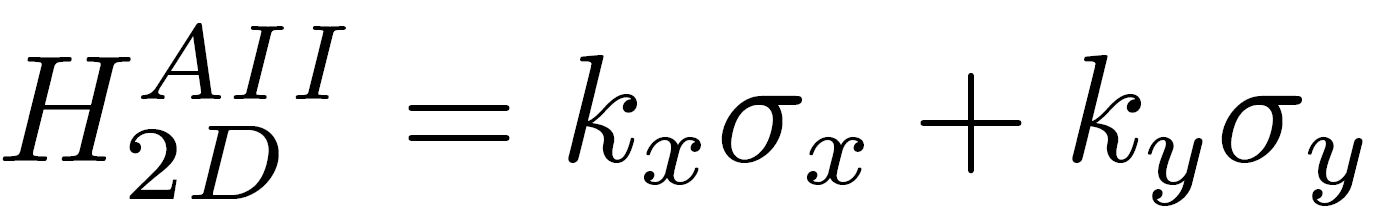 H_{2D}^{AII} = k_x σ_x + k_y σ_y